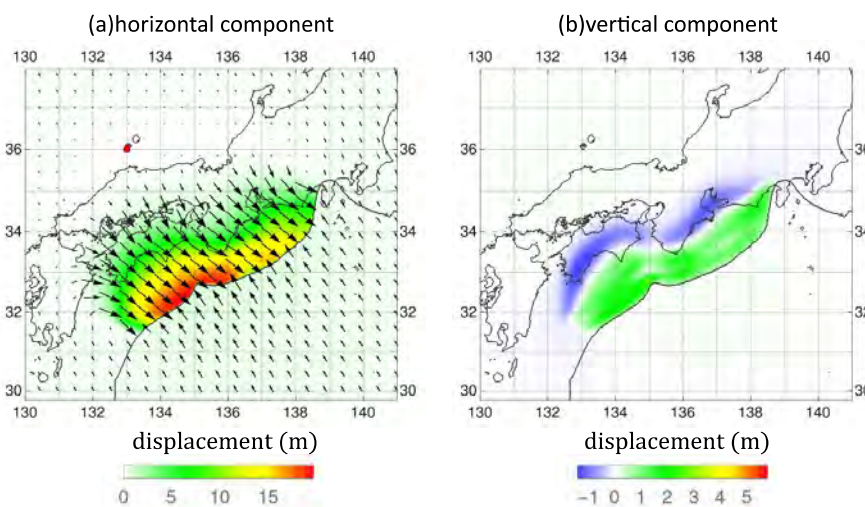 (a)horizontal component
(b)vertical component
130 132 134 136 138 140
130 132 134 136 138 140
36
36
34
34
32
32
30
30
36
34
32
30
130 132 134 136 138 140
130 132 134 136 138 140
displacement (m)
displacement (m)
0 5 10 15
−1 0 1 2 3 4 5